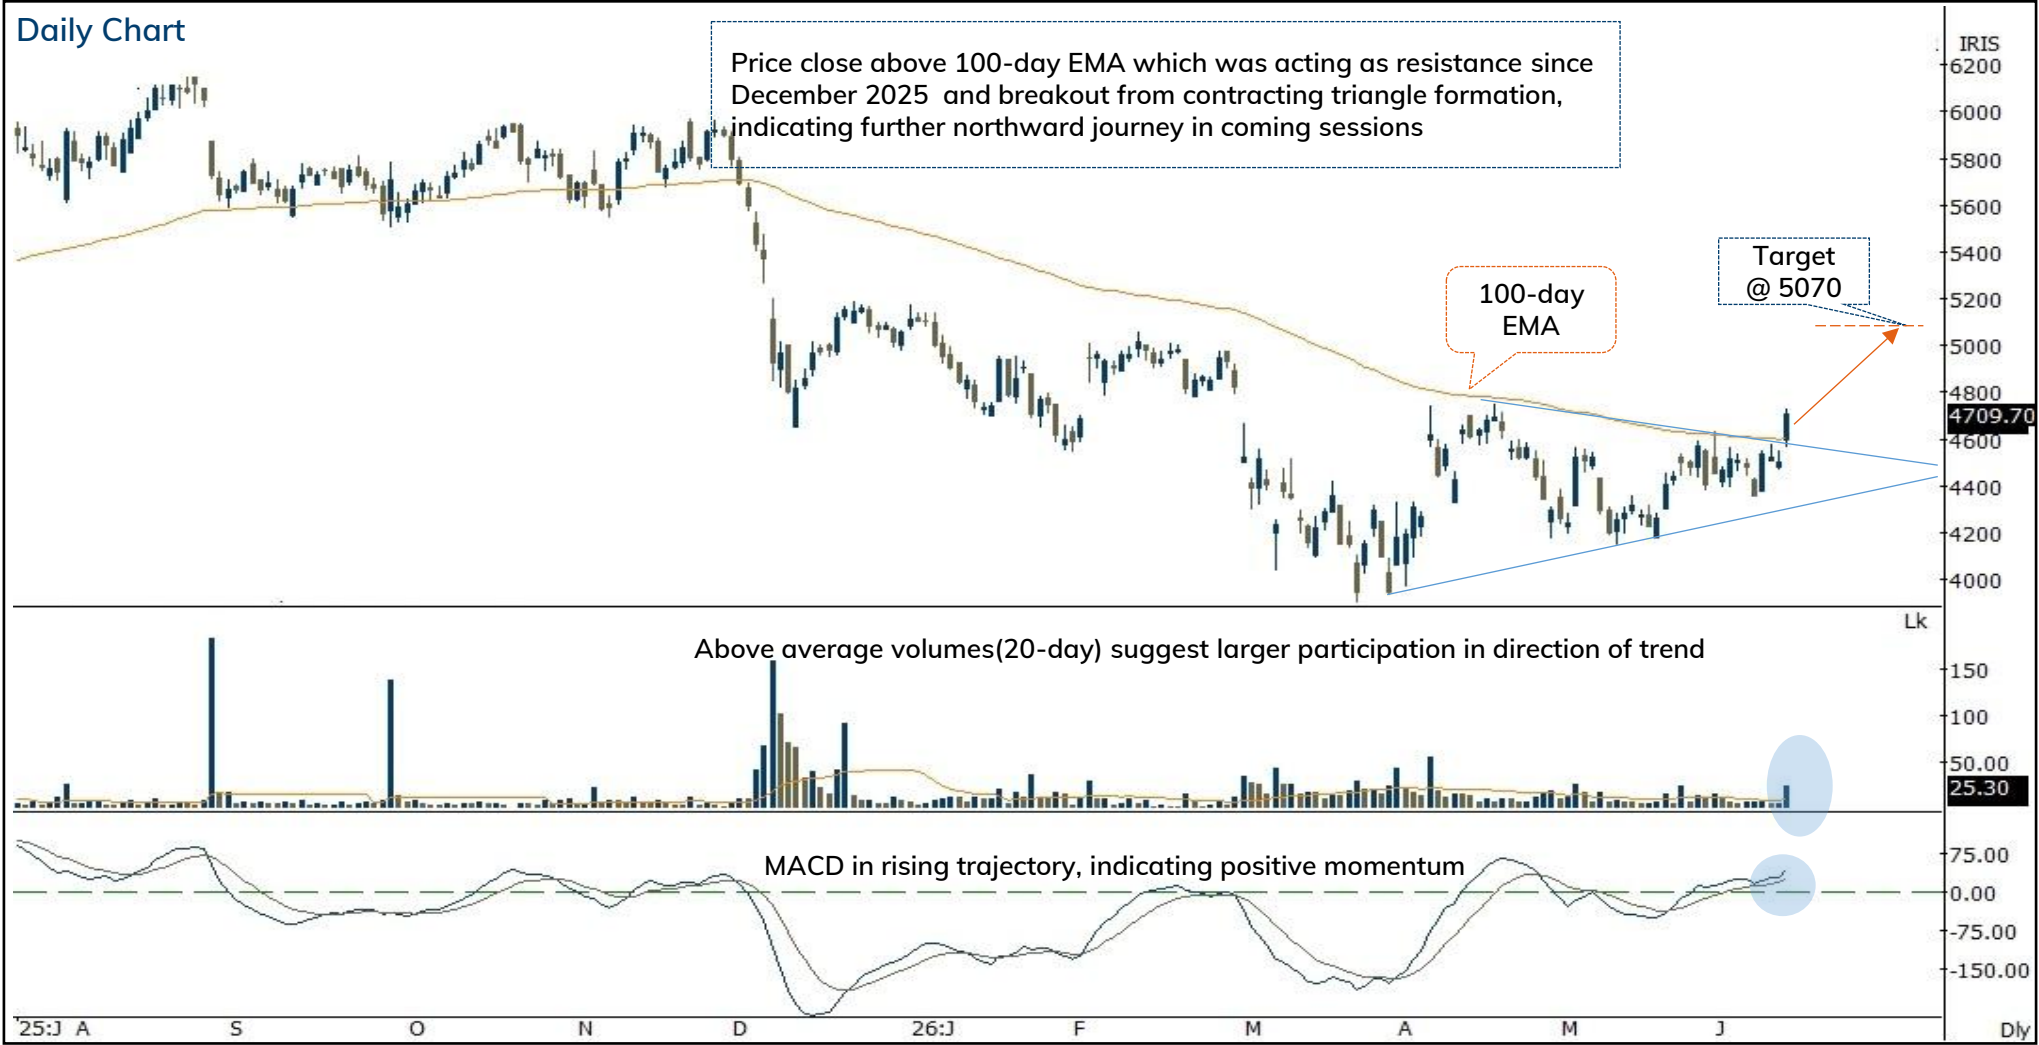 Daily Chart
Price close above 100-day EMA which was acting as resistance since
December 2025 and breakout from contracting triangle formation,
indicating further northward journey in coming sessions
IRIS
6200
6000
5800
5600
5400
5200
5000
4800
4709.70
4600
4400
4200
4000
Target
@ 5070
100-day
EMA
Lk
Above average volumes(20-day) suggest larger participation in direction of trend
150
100
50.00
25.30
MACD in rising trajectory, indicating positive momentum
75.00
0.00
-75.00
-150.00
25:J A S O N D 26:J F M A M J Dly